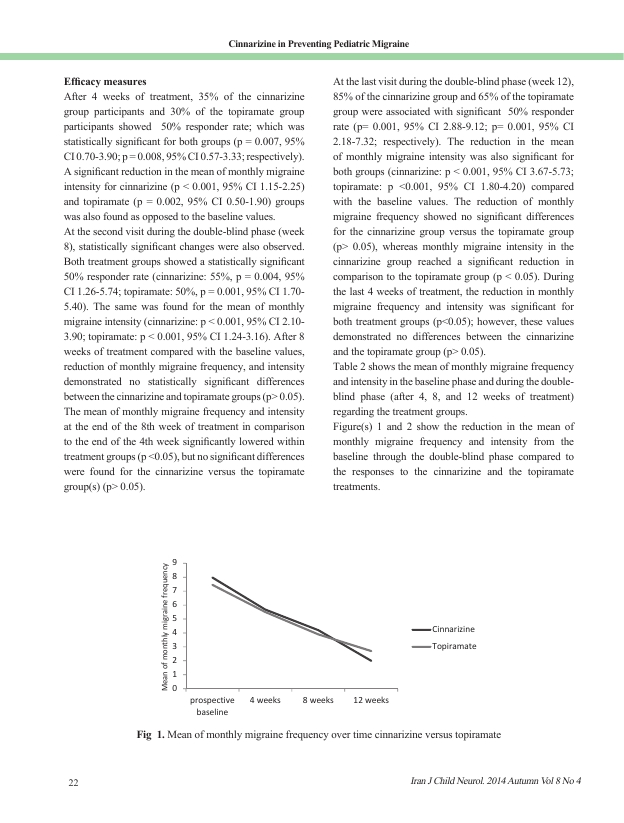 Cinnarizine in Preventing Pediatric Migraine
Efficacy measures
After 4 weeks of treatment, 35% of the cinnarizine
group participants and 30% of the topiramate group
participants showed 50% responder rate; which was
statistically significant for both groups (p = 0.007, 95%
CI 0.70-3.90; p = 0.008, 95% CI 0.57-3.33; respectively).
A significant reduction in the mean of monthly migraine
intensity for cinnarizine (p < 0.001, 95% CI 1.15-2.25)
and topiramate (p = 0.002, 95% CI 0.50-1.90) groups
was also found as opposed to the baseline values.
At the second visit during the double-blind phase (week
8), statistically significant changes were also observed.
Both treatment groups showed a statistically significant
50% responder rate (cinnarizine: 55%, p = 0.004, 95%
CI 1.26-5.74; topiramate: 50%, p = 0.001, 95% CI 1.70-
5.40). The same was found for the mean of monthly
migraine intensity (cinnarizine: p < 0.001, 95% CI 2.10-
3.90; topiramate: p < 0.001, 95% CI 1.24-3.16). After 8
weeks of treatment compared with the baseline values,
reduction of monthly migraine frequency, and intensity
demonstrated no statistically significant differences
between the cinnarizine and topiramate groups (p> 0.05).
The mean of monthly migraine frequency and intensity
at the end of the 8th week of treatment in comparison
to the end of the 4th week significantly lowered within
treatment groups (p <0.05), but no significant differences
were found for the cinnarizine versus the topiramate
group(s) (p> 0.05).
At the last visit during the double-blind phase (week 12),
85% of the cinnarizine group and 65% of the topiramate
group were associated with significant 50% responder
rate (p= 0.001, 95% CI 2.88-9.12; p= 0.001, 95% CI
2.18-7.32; respectively). The reduction in the mean
of monthly migraine intensity was also significant for
both groups (cinnarizine: p < 0.001, 95% CI 3.67-5.73;
topiramate: p <0.001, 95% CI 1.80-4.20) compared
with the baseline values. The reduction of monthly
migraine frequency showed no significant differences
for the cinnarizine group versus the topiramate group
(p> 0.05), whereas monthly migraine intensity in the
cinnarizine group reached a significant reduction in
comparison to the topiramate group (p < 0.05). During
the last 4 weeks of treatment, the reduction in monthly
migraine frequency and intensity was significant for
both treatment groups (p<0.05); however, these values
demonstrated no differences between the cinnarizine
and the topiramate group (p> 0.05).
Table 2 shows the mean of monthly migraine frequency
and intensity in the baseline phase and during the double-
blind phase (after 4, 8, and 12 weeks of treatment)
regarding the treatment groups.
Figure(s) 1 and 2 show the reduction in the mean of
monthly migraine frequency and intensity from the
baseline through the double-blind phase compared to
the responses to the cinnarizine and the topiramate
treatments.
Mean of monthly migraine frequency
9
8
7
6
5
4
3
2
1
0
prospective
baseline
4 weeks
8 weeks
12 weeks
Cinnarizine
Topiramate
Fig 1. Mean of monthly migraine frequency over time cinnarizine versus topiramate
22
Iran J Child Neurol. 2014 Autumn Vol 8 No 4